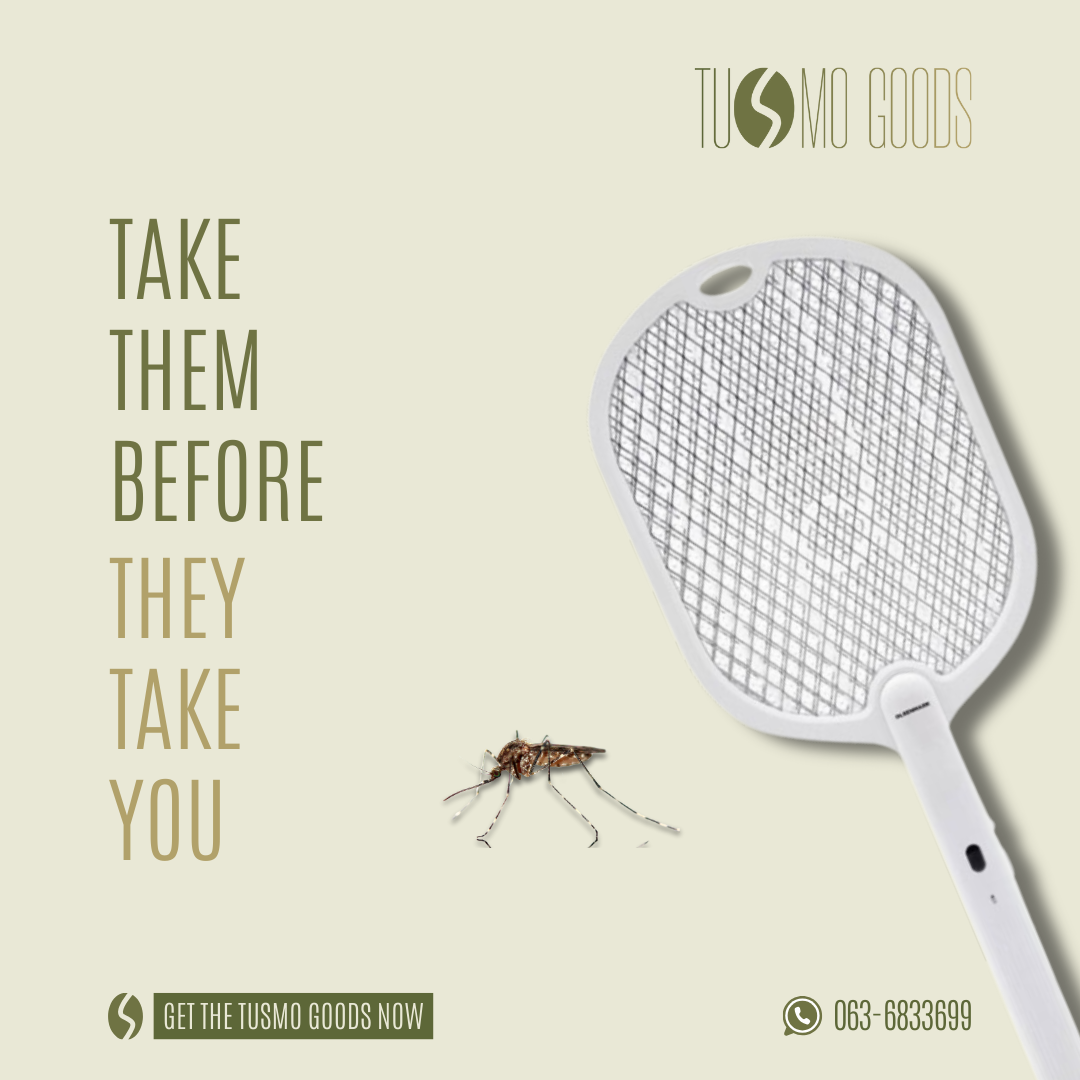 TUSMO GOODS
TAKE
THEM
BEFORE
THEY
TAKE
YOU
GET THE TUSMO GOODS NOW
063-6833699